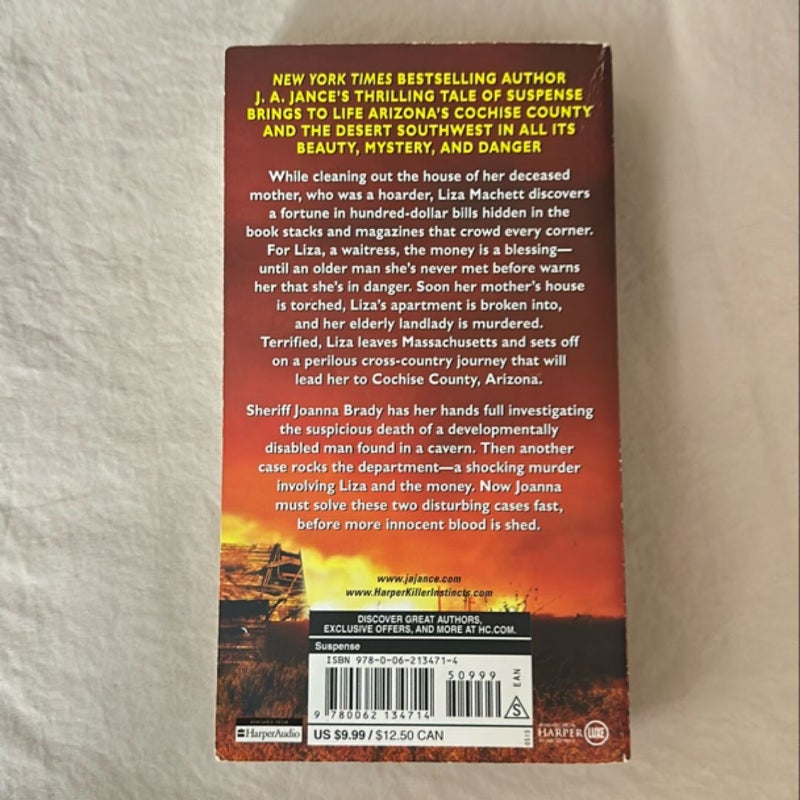 NEW YORK TIMES BESTSELLING AUTHOR
J. A. JANCE'S THRILLING TALE OF SUSPENSE
BRINGS TO LIFE ARIZONA'S COCHISE COUNTY
AND THE DESERT SOUTHWEST IN ALL ITS
BEAUTY, MYSTERY, AND DANGER
While cleaning out the house of her deceased
mother, who was a hoarder, Liza Machett discovers
a fortune in hundred-dollar bills hidden in the
book stacks and magazines that crowd every corner.
For Liza, a waitress, the money is a blessing—
until an older man she's never met before warns
her that she's in danger. Soon her mother's house
is torched, Liza's apartment is broken into,
and her elderly landlady is murdered.
Terrified, Liza leaves Massachusetts and sets off
on a perilous cross-country journey that will
lead her to Cochise County, Arizona.
Sheriff Joanna Brady has her hands full investigating
the suspicious death of a developmentally
disabled man found in a cavern. Then another
case rocks the department—a shocking murder
involving Liza and the money. Now Joanna
must solve these two disturbing cases fast,
before more innocent blood is shed.
www.jajance.com
www.HarperKillerInstincts.com
DISCOVER GREAT AUTHORS,
EXCLUSIVE OFFERS, AND MORE AT HC.COM.
Suspense
ISBN 978-0-06-213471-4
50999
EAN
9 780062 134714
S
HarperAudio
US $9.99 / $12.50 CAN
0515
HARPER LUXE